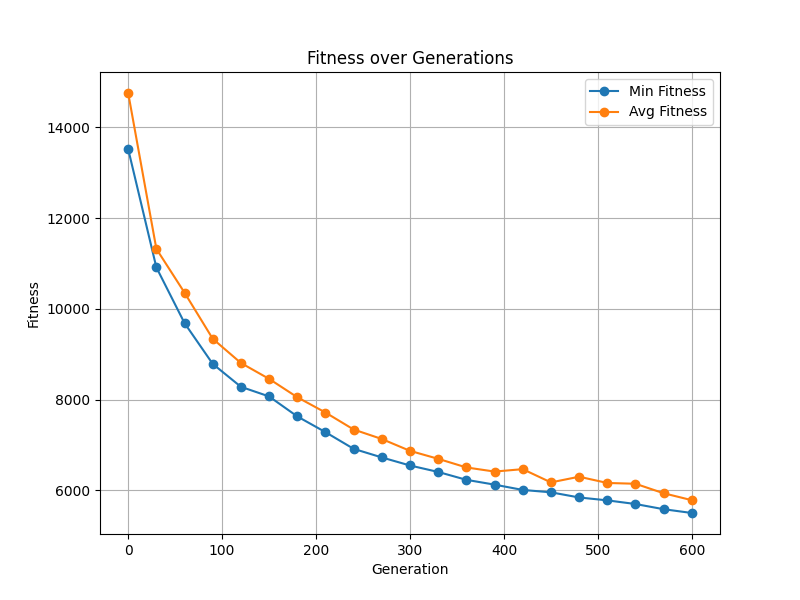 Fitness over Generations
Min Fitness
Avg Fitness
14000
12000
10000
8000
6000
Fitness
0 100 200 300 400 500 600
Generation